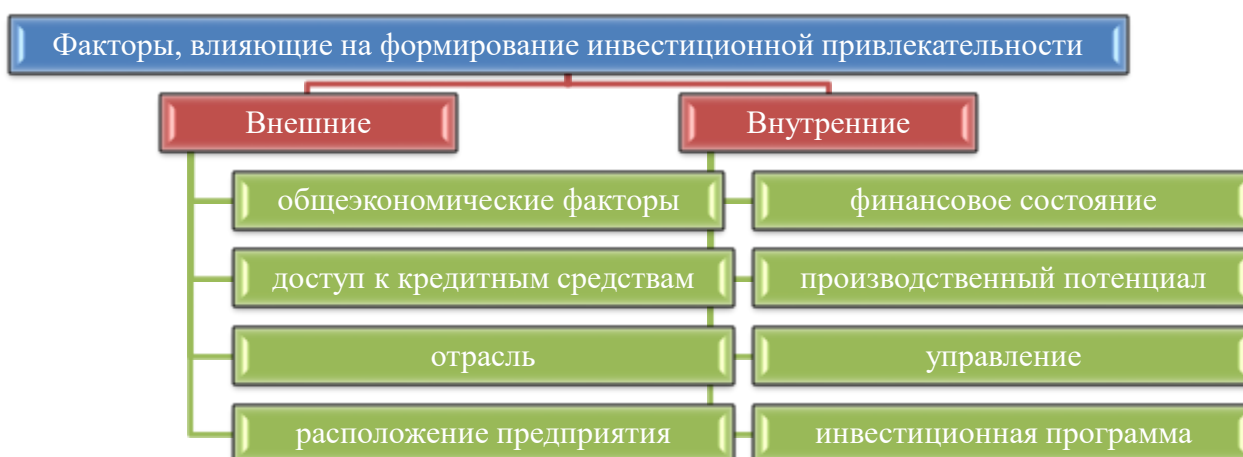 Факторы, влияющие на формирование инвестиционной привлекательности
Внешние
общеэкономические факторы
доступ к кредитным средствам
отрасль
расположение предприятия
Внутренние
финансовое состояние
производственный потенциал
управление
инвестиционная программа